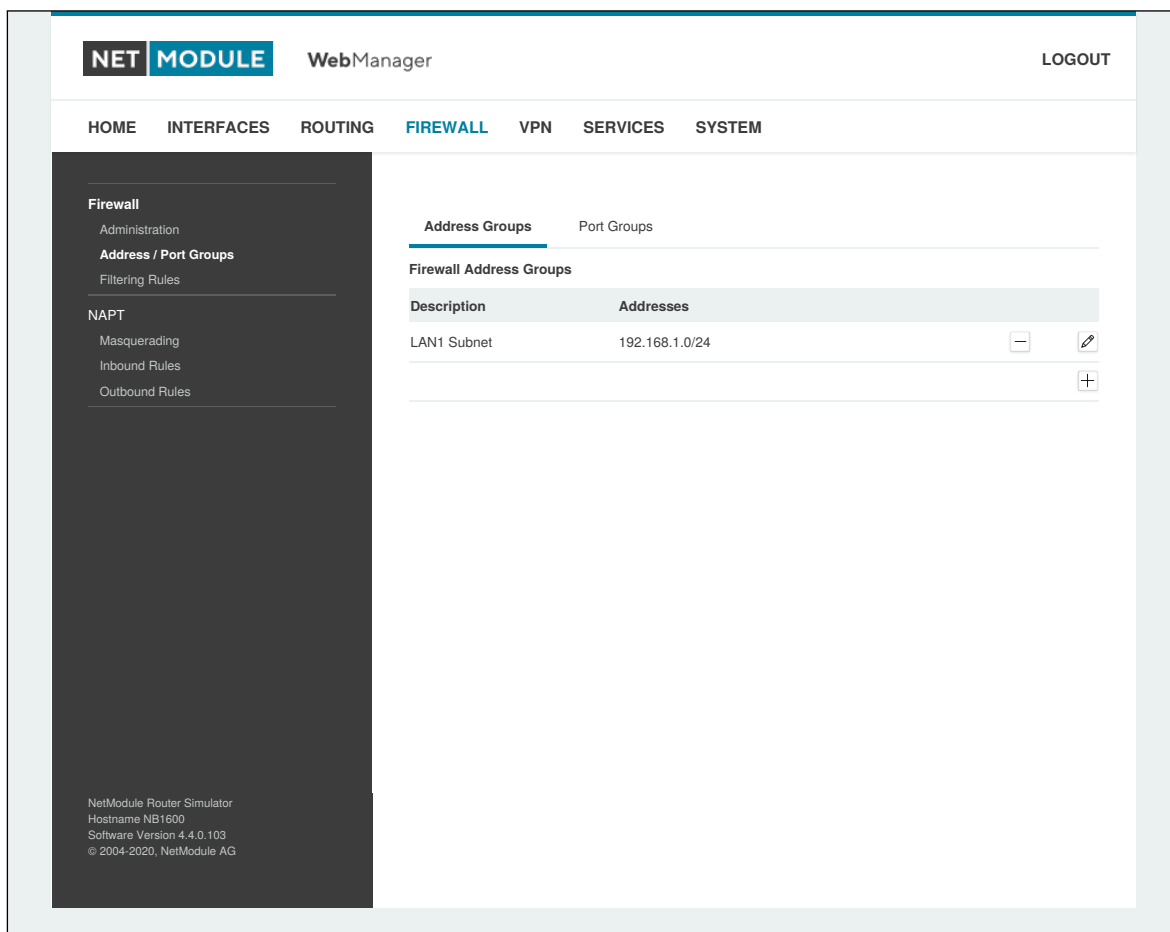 NET MODULE WebManager LOGOUT
HOME INTERFACES ROUTING FIREWALL VPN SERVICES SYSTEM
Firewall
Administration
Address / Port Groups
Filtering Rules
NAPT
Masquerading
Inbound Rules
Outbound Rules
NetModule Router Simulator
Hostname NB1600
Software Version 4.4.0.103
© 2004-2020, NetModule AG
Address Groups Port Groups
Firewall Address Groups
Description Addresses
LAN1 Subnet 192.168.1.0/24